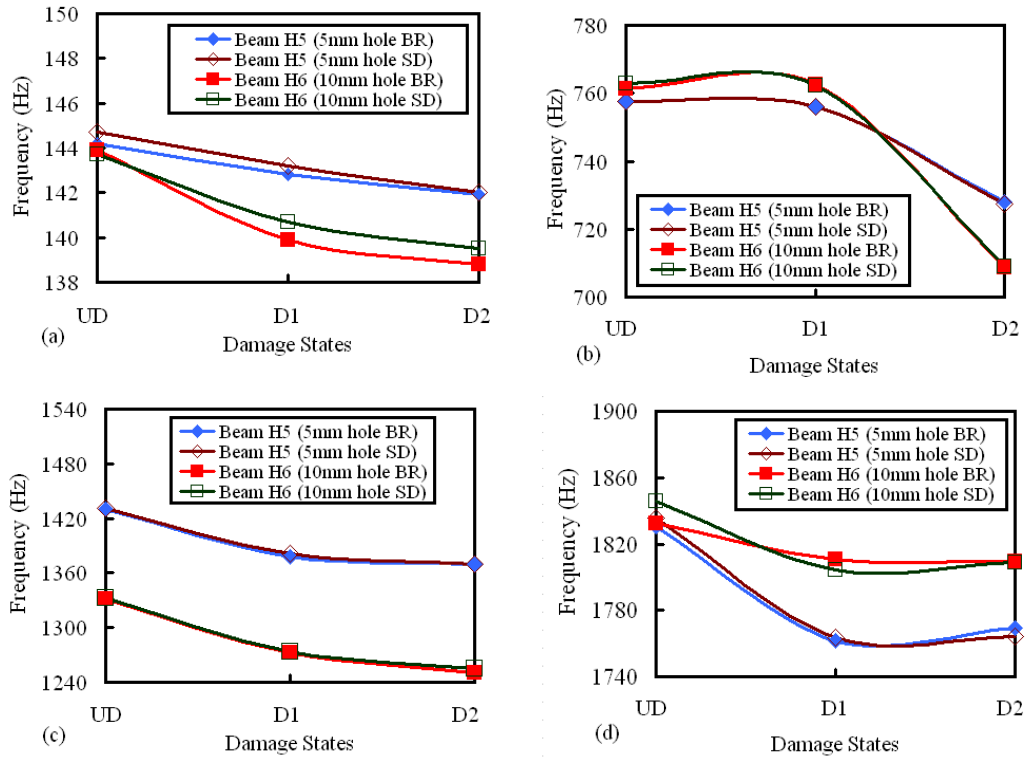 150
148
146
144
142
140
138
Frequency (Hz)
Beam H5 (5mm hole BR)
Beam H5 (5mm hole SD)
Beam H6 (10mm hole BR)
Beam H6 (10mm hole SD)
UD D1 D2
Damage States
(a)
780
760
740
720
700
Frequency (Hz)
Beam H5 (5mm hole BR)
Beam H5 (5mm hole SD)
Beam H6 (10mm hole BR)
Beam H6 (10mm hole SD)
UD D1 D2
Damage States
(b)
1540
1480
1420
1360
1300
1240
Frequency (Hz)
Beam H5 (5mm hole BR)
Beam H5 (5mm hole SD)
Beam H6 (10mm hole BR)
Beam H6 (10mm hole SD)
UD D1 D2
Damage States
(c)
1900
1860
1820
1780
1740
Frequency (Hz)
Beam H5 (5mm hole BR)
Beam H5 (5mm hole SD)
Beam H6 (10mm hole BR)
Beam H6 (10mm hole SD)
UD D1 D2
Damage States
(d)